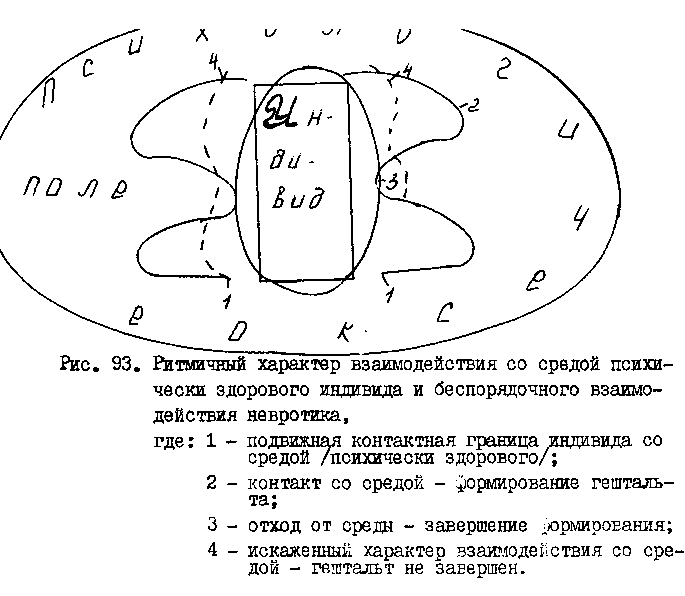 Психологическое
поле
Ин-
ди-
вид
4
4
2
3
1
1
Рис. 93. Ритмичный характер взаимодействия со средой психи-
чески здорового индивида и беспорядочного взаимо-
действия невротика,
где: 1 – подвижная контактная граница индивида со
средой /психически здорового/;
2 – контакт со средой – формирование гешталь-
та;
3 – отход от среды – завершение формирования;
4 – искаженный характер взаимодействия со сре-
дой – гештальт не завершен.